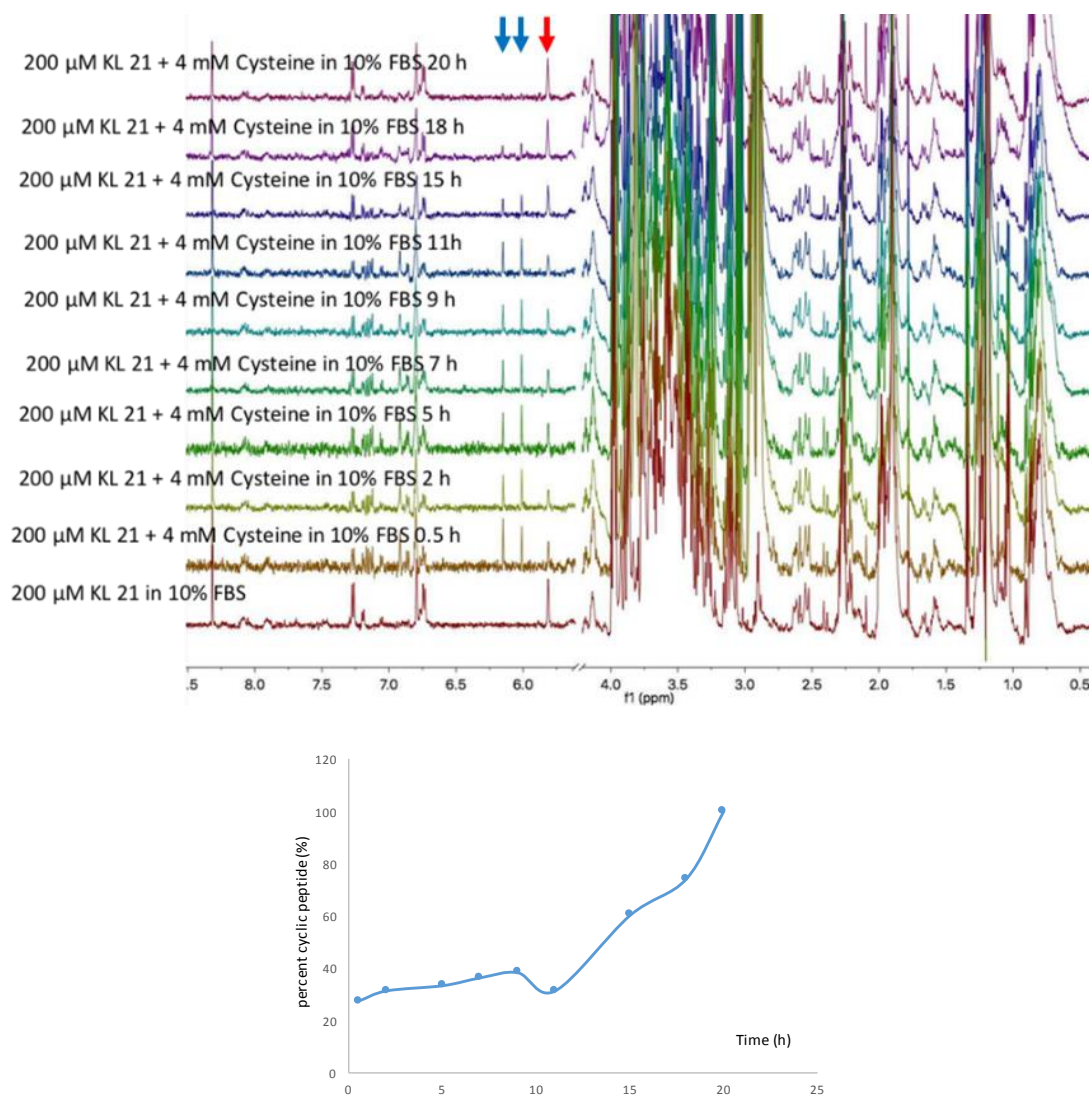 200 µM KL 21 + 4 mM Cysteine in 10% FBS 20 h
200 µM KL 21 + 4 mM Cysteine in 10% FBS 18 h
200 µM KL 21 + 4 mM Cysteine in 10% FBS 15 h
200 µM KL 21 + 4 mM Cysteine in 10% FBS 11h
200 µM KL 21 + 4 mM Cysteine in 10% FBS 9 h
200 µM KL 21 + 4 mM Cysteine in 10% FBS 7 h
200 µM KL 21 + 4 mM Cysteine in 10% FBS 5 h
200 µM KL 21 + 4 mM Cysteine in 10% FBS 2 h
200 µM KL 21 + 4 mM Cysteine in 10% FBS 0.5 h
200 µM KL 21 in 10% FBS
.5 8.0 7.5 7.0 6.5 6.0 4.0 3.5 3.0 2.5 2.0 1.5 1.0 0.5
f1 (ppm)
percent cyclic peptide (%)
120
100
80
60
40
20
0
Time (h)
0 5 10 15 20 25